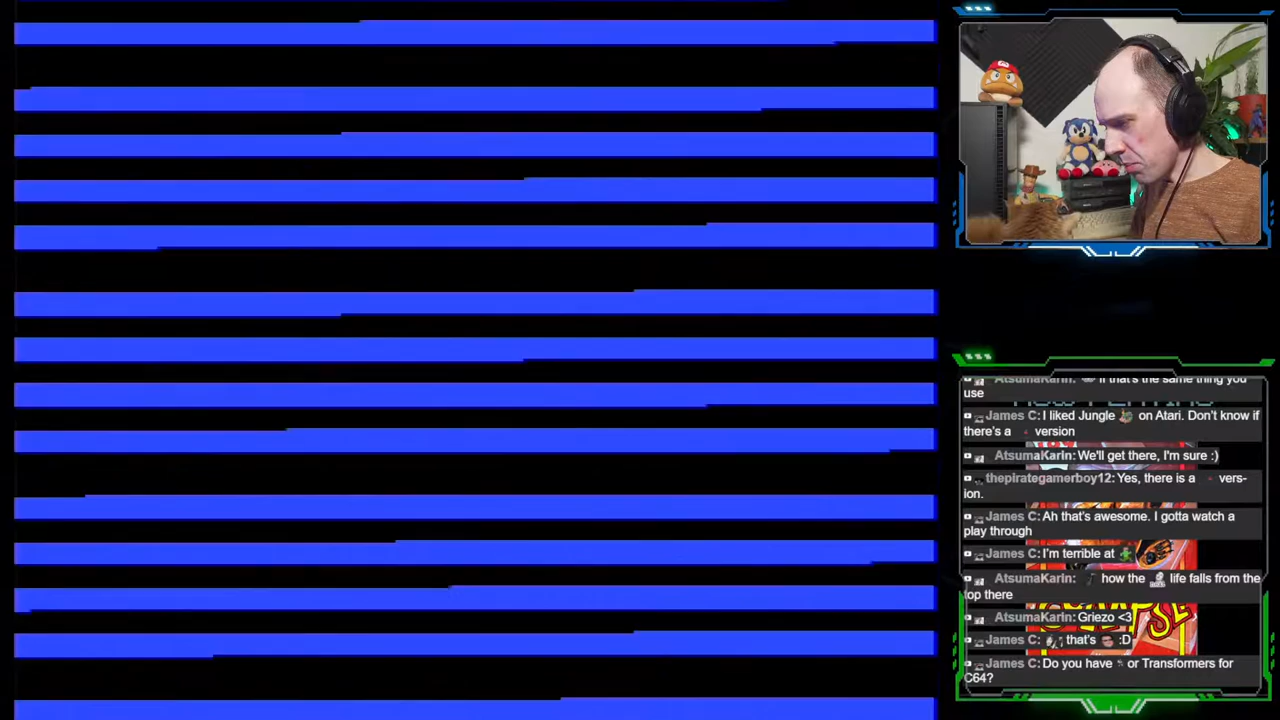 AtsumaKarin: if that's the same thing you
use
NOW PLAYING
James C: I liked Jungle on Atari. Don't know if
there's a version
AtsumaKarin: We'll get there, I'm sure :)
thepirategamerboy12: Yes, there is a vers-
ion.
James C: Ah that's awesome. I gotta watch a
play through
James C: I'm terrible at
AtsumaKarin: how the life falls from the
top there
AtsumaKarin: Griezo <3
James C: that's :D
James C: Do you have or Transformers for
C64?